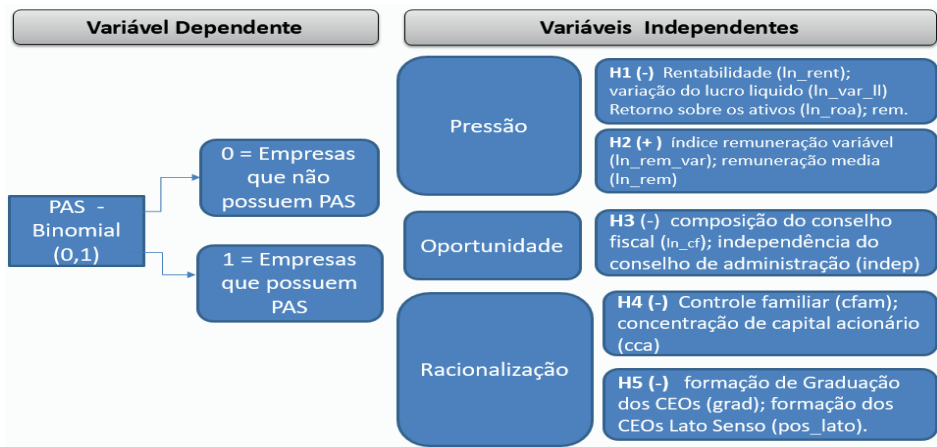 Variável Dependente
Variáveis Independentes
PAS -
Binomial
(0,1)
0 = Empresas
que não
possuem PAS
1 = Empresas
que possuem
PAS
Pressão
H1 (-) Rentabilidade (ln_rent);
variação do lucro liquido (ln_var_ll)
Retorno sobre os ativos (ln_roa); rem.
H2 (+ ) índice remuneração variável
(ln_rem_var); remuneração media
(ln_rem)
Oportunidade
H3 (-) composição do conselho
fiscal (ln_cf); independência do
conselho de administração (indep)
Racionalização
H4 (-) Controle familiar (cfam);
concentração de capital acionário
(cca)
H5 (-) formação de Graduação
dos CEOs (grad); formação dos
CEOs Lato Senso (pos_lato).